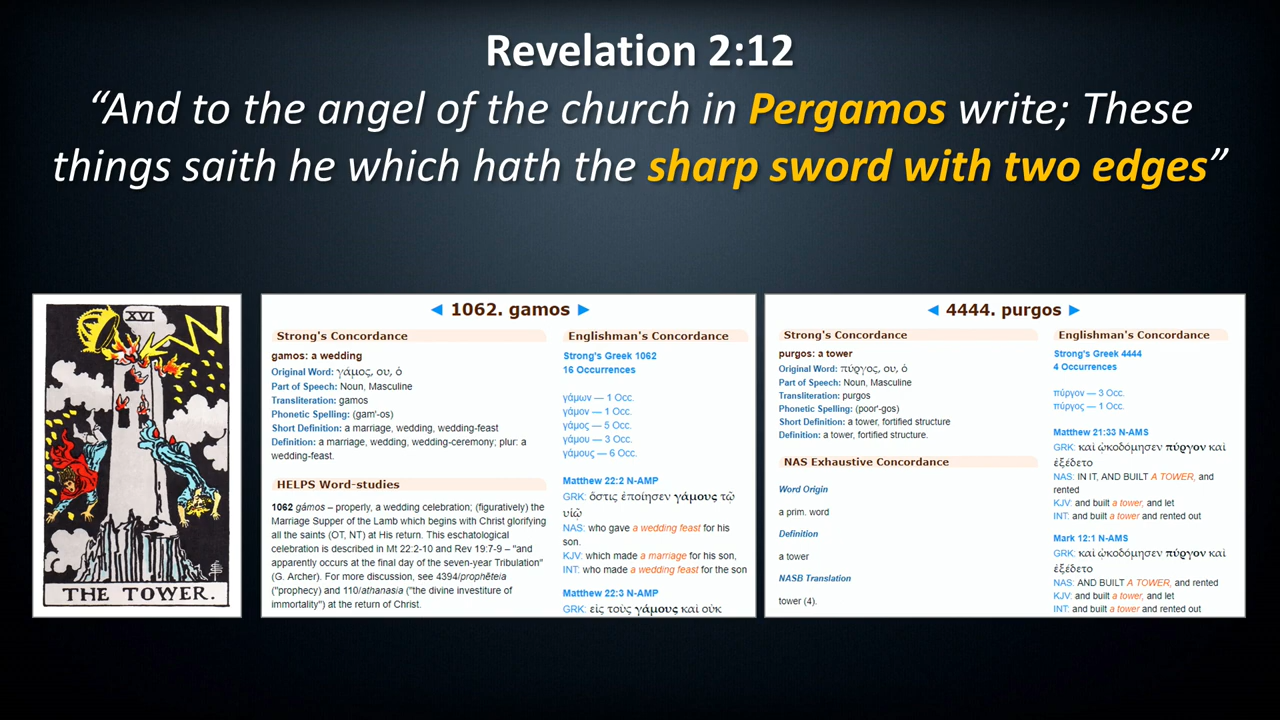 Revelation 2:12
“And to the angel of the church in Pergamos write; These
things saith he which hath the sharp sword with two edges”
XVI
THE TOWER.
◄ 1062. gamos ►
Strong's Concordance
gamos: a wedding
Original Word: γάμος, ου, ὁ
Part of Speech: Noun, Masculine
Transliteration: gamos
Phonetic Spelling: (gam'-os)
Short Definition: a marriage, wedding, wedding-feast
Definition: a marriage, wedding, wedding-ceremony; plur: a
wedding-feast.
HELPS Word-studies
1062 gámos – properly, a wedding celebration; (figuratively) the
Marriage Supper of the Lamb which begins with Christ glorifying
all the saints (OT, NT) at His return. This eschatological
celebration is described in Mt 22:2-10 and Rev 19:7-9 – "and
apparently occurs at the final day of the seven-year Tribulation"
(G. Archer). For more discussion, see 4394/prophēteía
("prophecy) and 110/athanasia ("the divine investiture of
immortality") at the return of Christ.
Englishman's Concordance
Strong's Greek 1062
16 Occurrences
γάμων — 1 Occ.
γάμον — 1 Occ.
γάμος — 5 Occ.
γάμου — 3 Occ.
γάμους — 6 Occ.
Matthew 22:2 N-AMP
GRK: ὅστις ἐποίησεν γάμους τῷ
υἱῷ
NAS: who gave a wedding feast for his
son.
KJV: which made a marriage for his son,
INT: who made a wedding feast for the son
Matthew 22:3 N-AMP
GRK: εἰς τοὺς γάμους καὶ οὐκ
◄ 4444. purgos ►
Strong's Concordance
purgos: a tower
Original Word: πύργος, ου, ὁ
Part of Speech: Noun, Masculine
Transliteration: purgos
Phonetic Spelling: (poor'-gos)
Short Definition: a tower, fortified structure
Definition: a tower, fortified structure.
NAS Exhaustive Concordance
Word Origin
a prim. word
Definition
a tower
NASB Translation
tower (4).
Englishman's Concordance
Strong's Greek 4444
4 Occurrences
πύργον — 3 Occ.
πύργος — 1 Occ.
Matthew 21:33 N-AMS
GRK: καὶ ᾠκοδόμησεν πύργον καὶ
ἐξέδετο
NAS: IN IT, AND BUILT A TOWER, and
rented
KJV: and built a tower, and let
INT: and built a tower and rented out
Mark 12:1 N-AMS
GRK: καὶ ᾠκοδόμησεν πύργον καὶ
ἐξέδετο
NAS: AND BUILT A TOWER, and rented
KJV: and built a tower, and let
INT: and built a tower and rented out